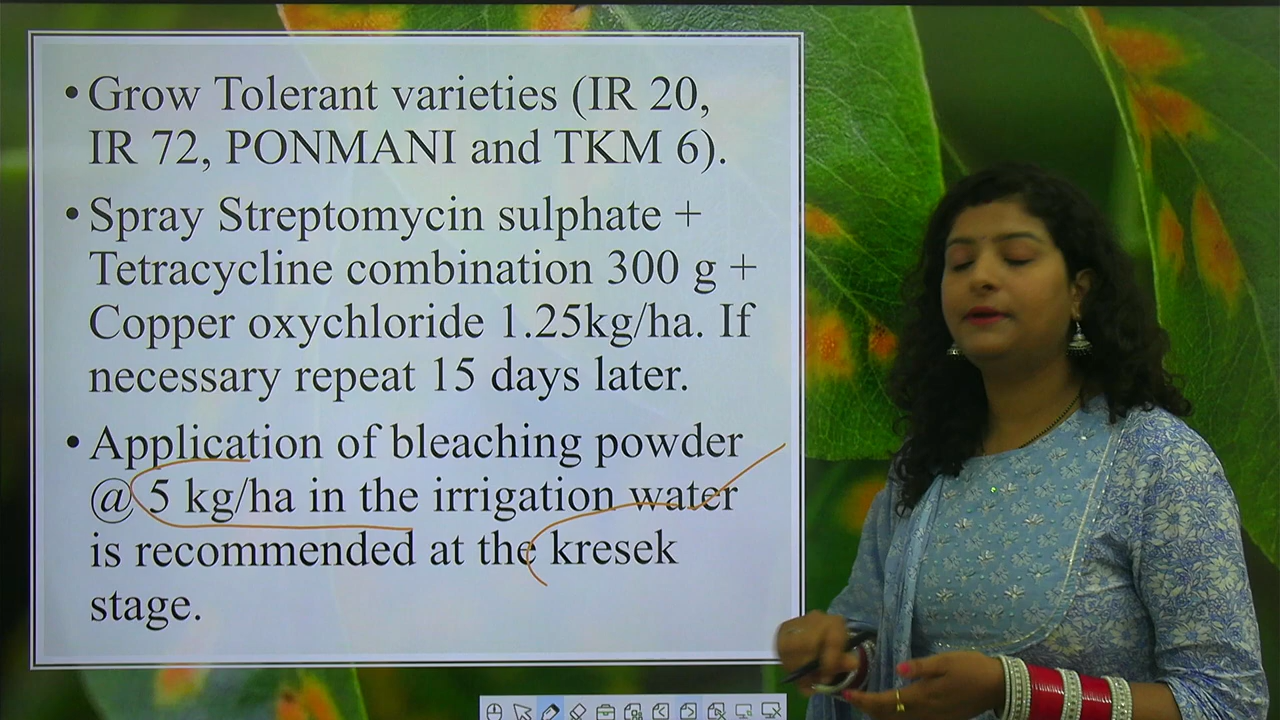 • Grow Tolerant varieties (IR 20,
IR 72, PONMANI and TKM 6).
• Spray Streptomycin sulphate +
Tetracycline combination 300 g +
Copper oxychloride 1.25kg/ha. If
necessary repeat 15 days later.
• Application of bleaching powder
@ 5 kg/ha in the irrigation water
is recommended at the kresek
stage.